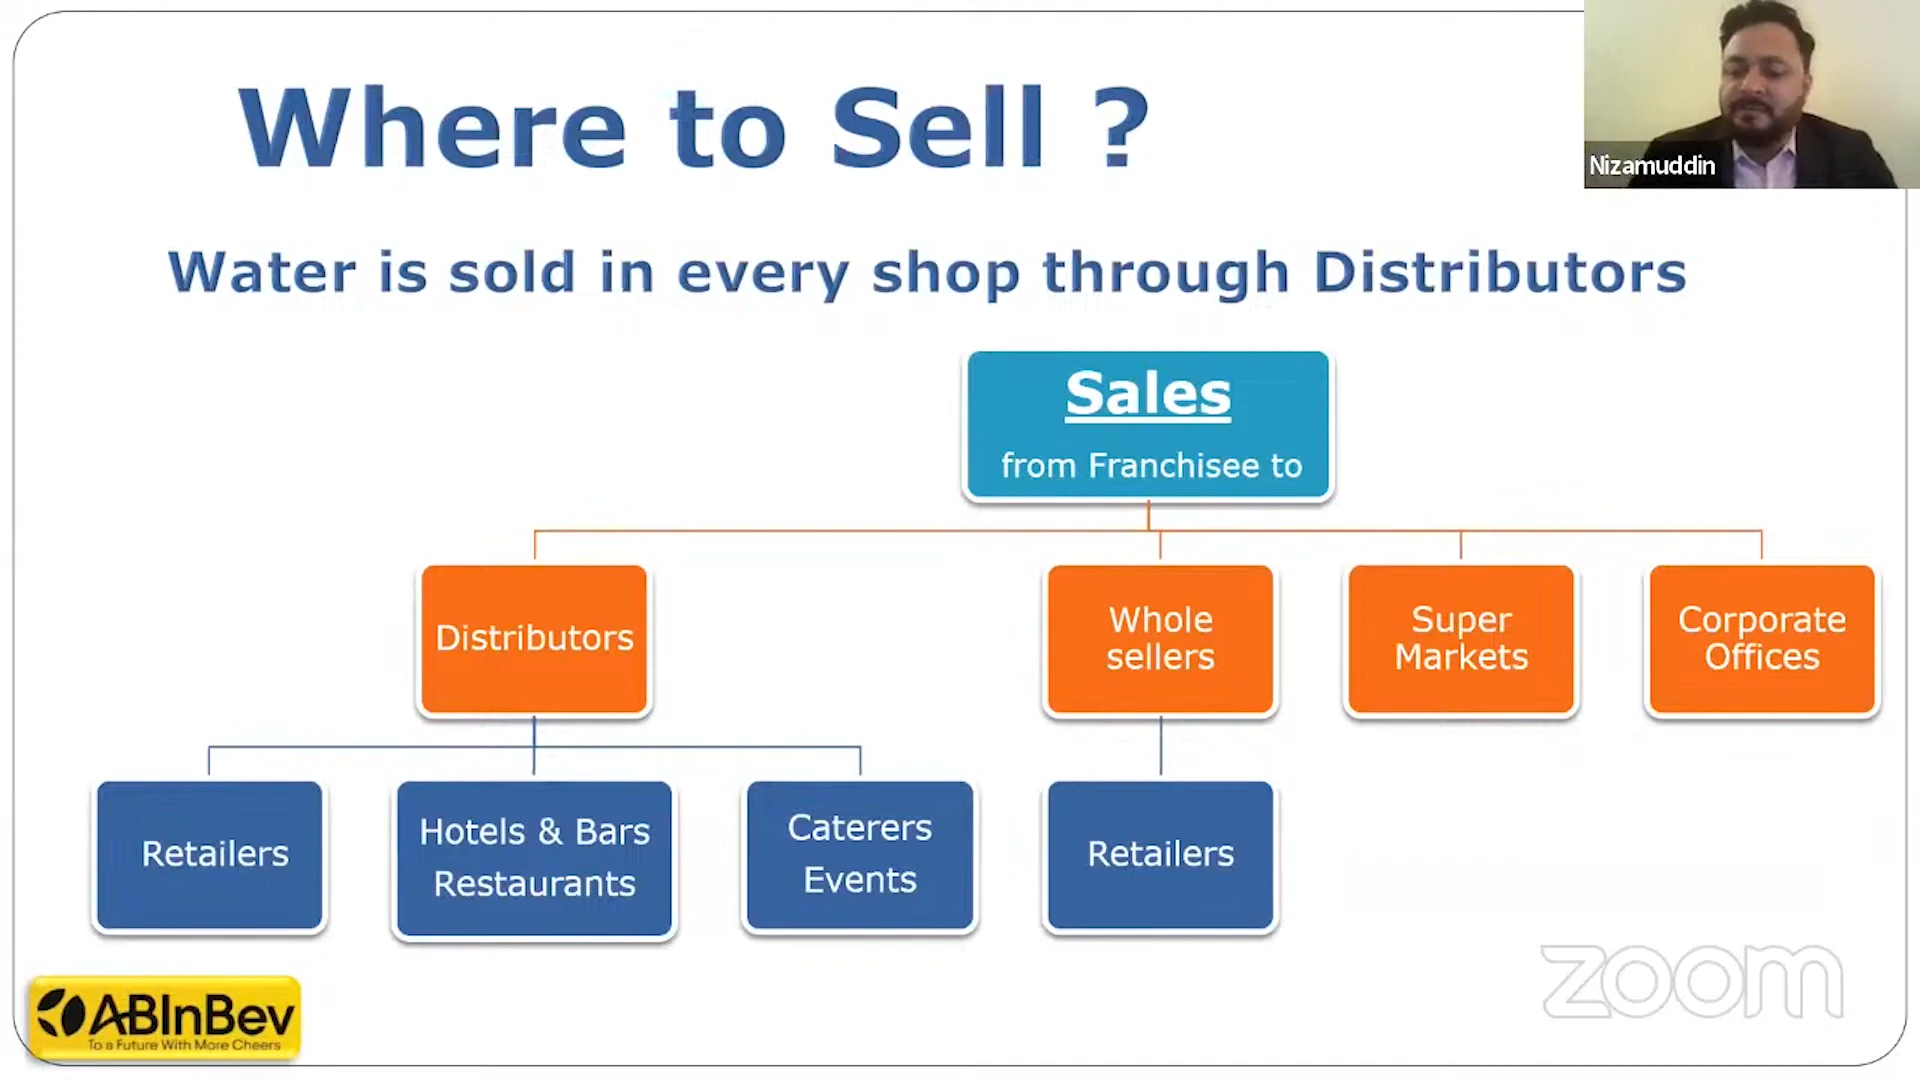 Where to Sell ?
Nizamuddin
Water is sold in every shop through Distributors
Sales
from Franchisee to
Distributors
Whole
sellers
Super
Markets
Corporate
Offices
Retailers
Hotels & Bars
Restaurants
Caterers
Events
Retailers
ABInBev
To a Future With More Cheers
zoom